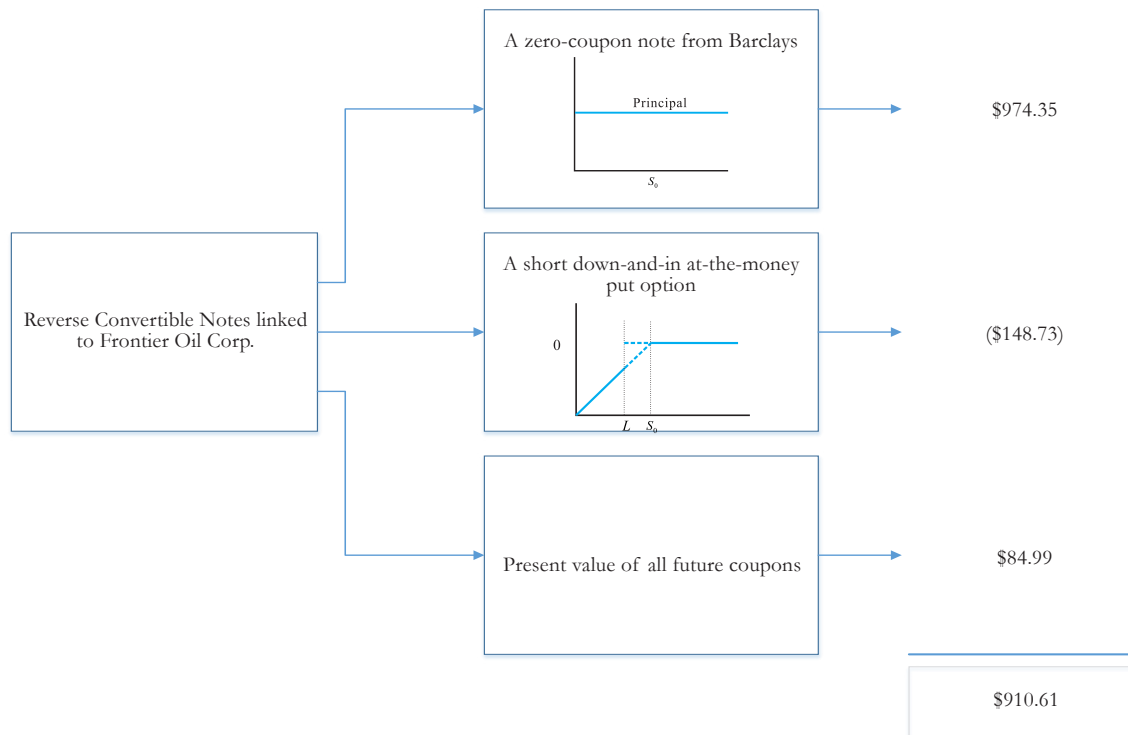 A zero-coupon note from Barclays
Principal
S₀
$974.35
Reverse Convertible Notes linked
to Frontier Oil Corp.
A short down-and-in at-the-money
put option
0
L S₀
($148.73)
Present value of all future coupons
$84.99
$910.61